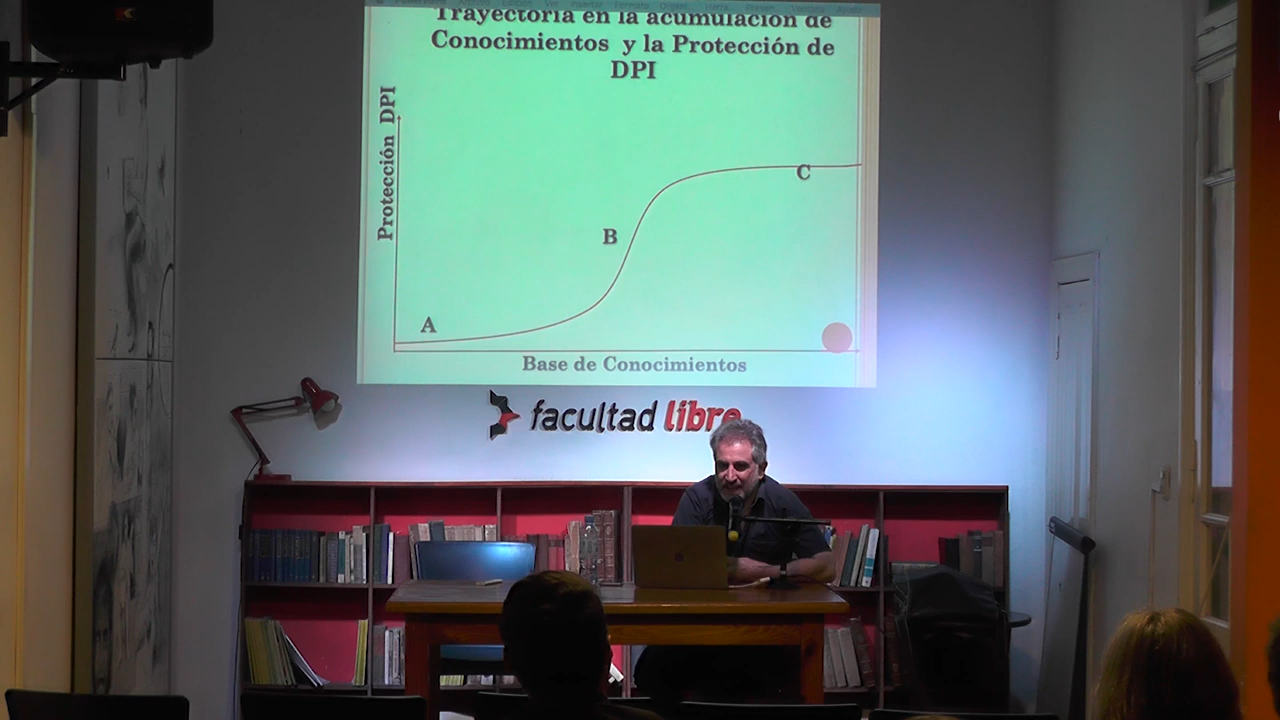 Trayectoria en la acumulación de
Conocimientos y la Protección de
DPI
Protección DPI
C
B
A
Base de Conocimientos
facultad libre